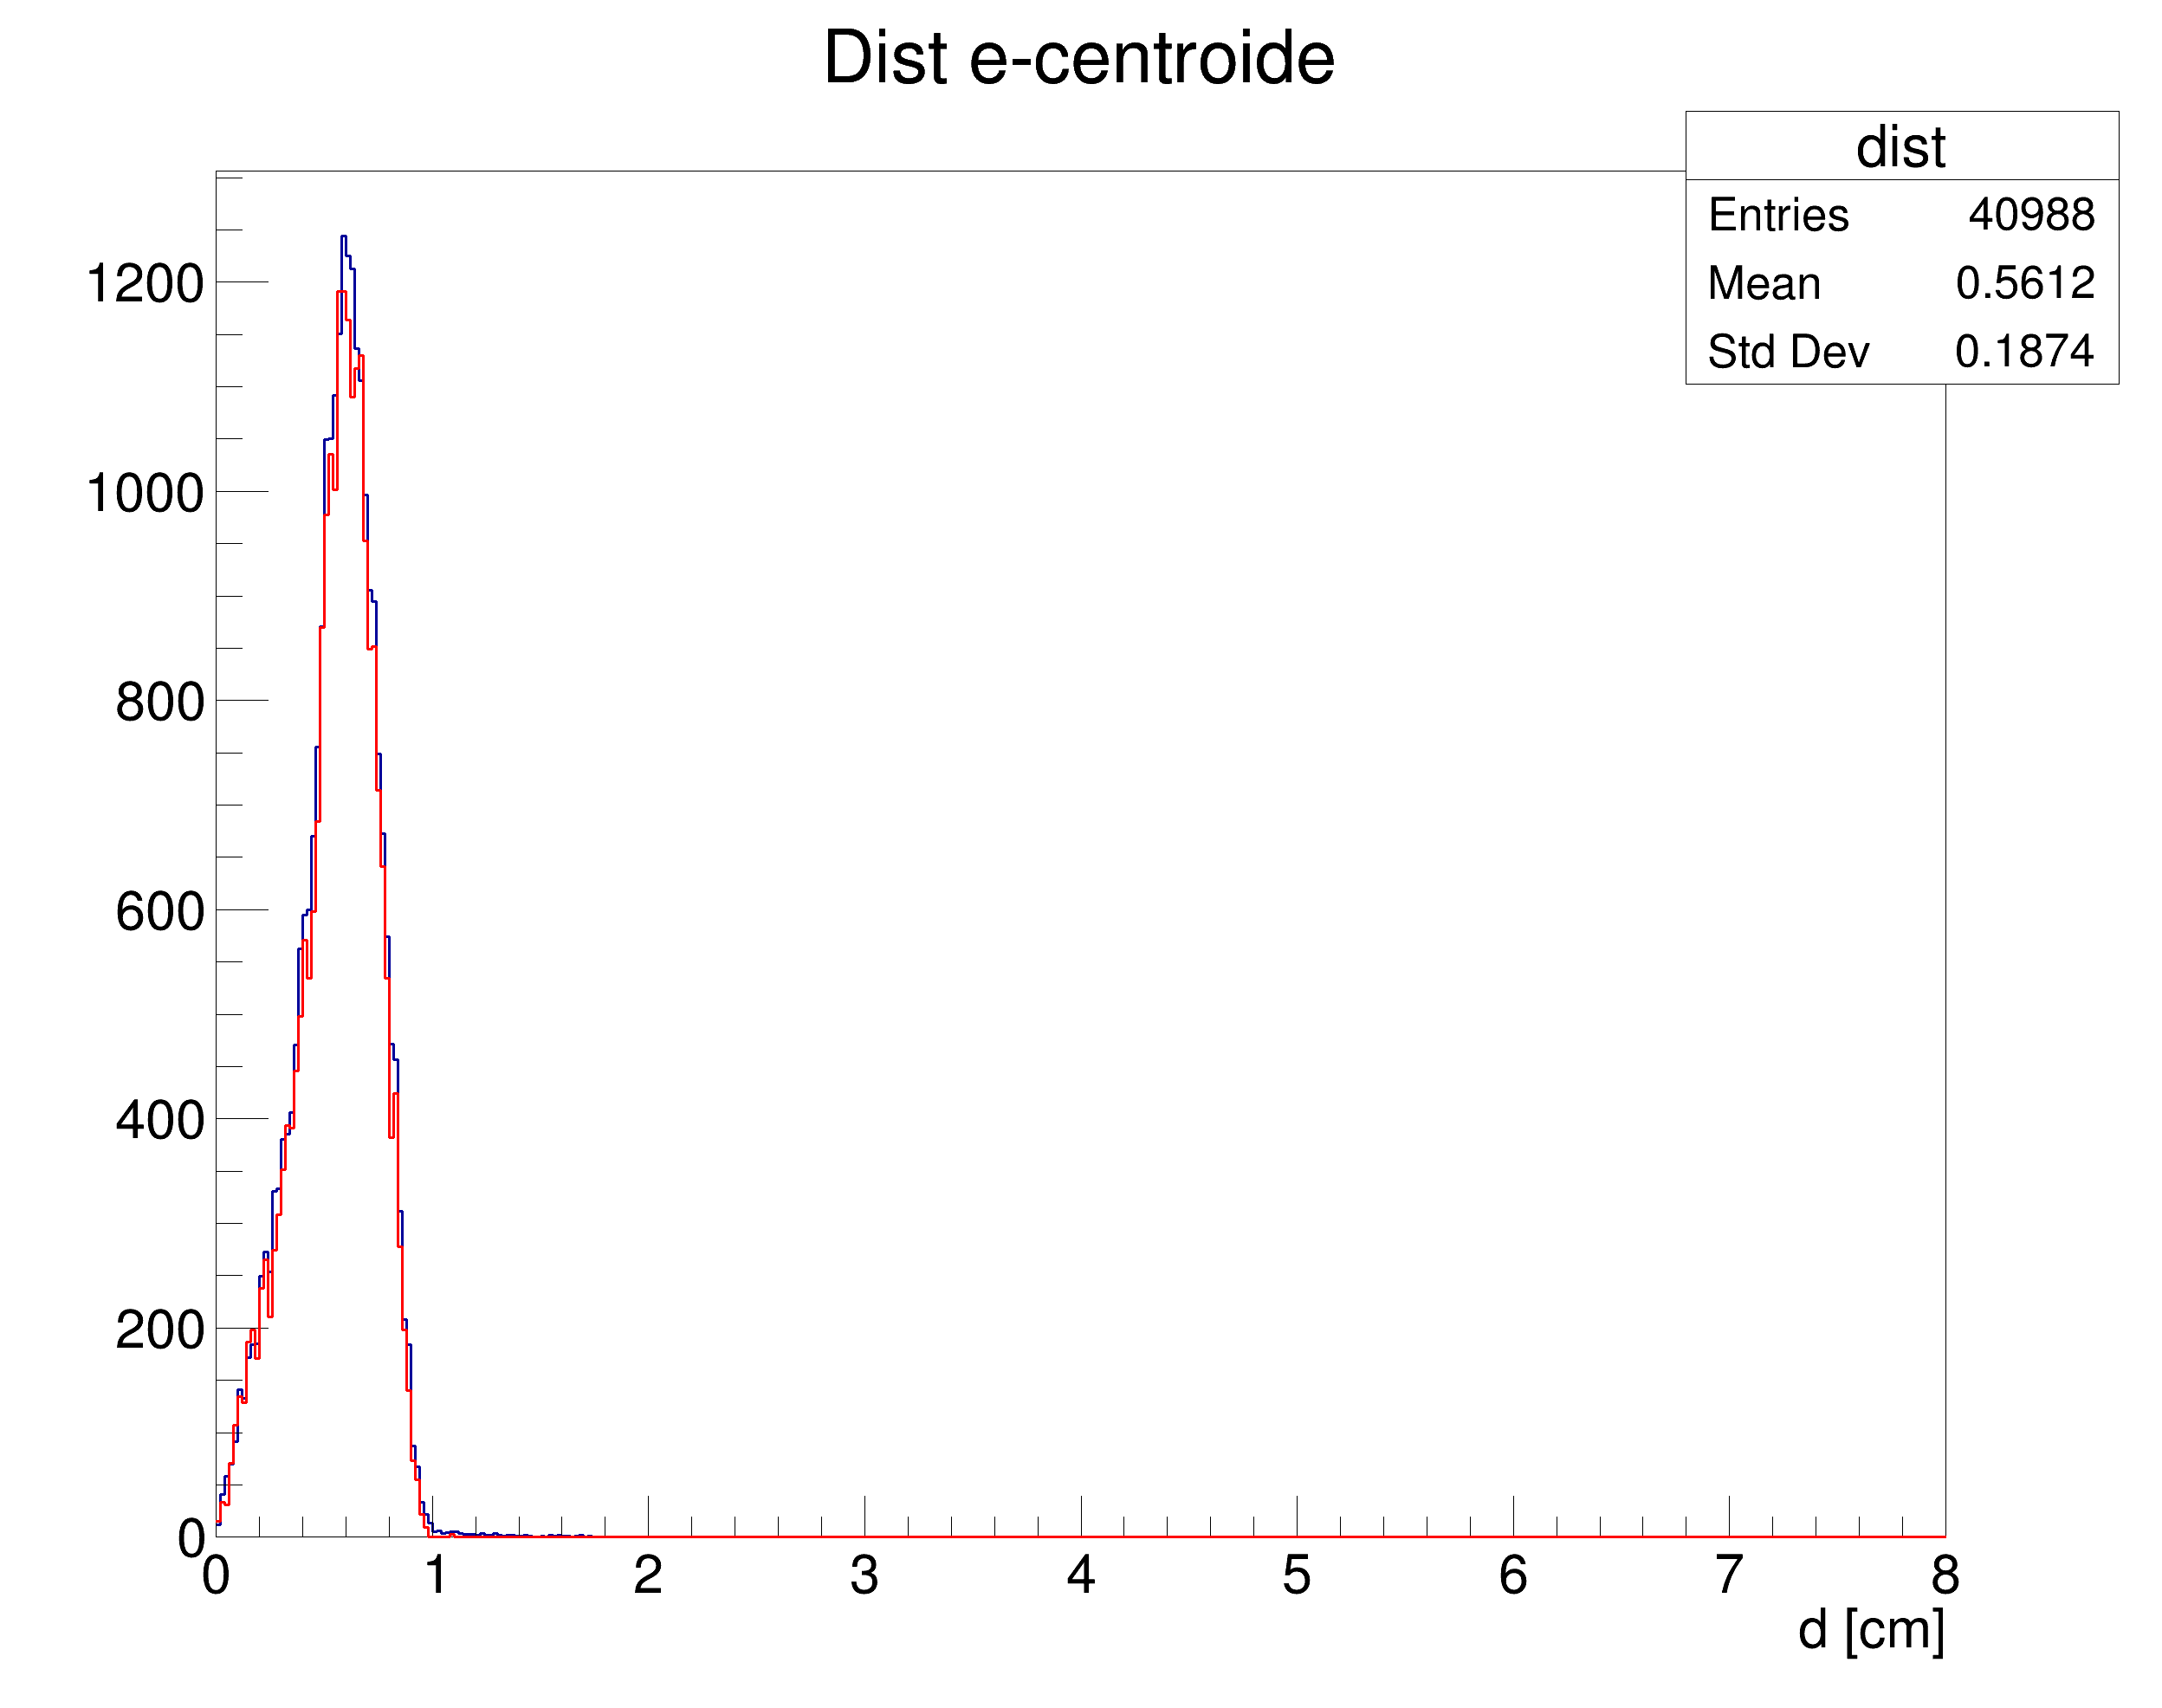 Dist e-centroide
dist
Entries 40988
Mean 0.5612
Std Dev 0.1874
1200
1000
800
600
400
200
0
0 1 2 3 4 5 6 7 8
d [cm]